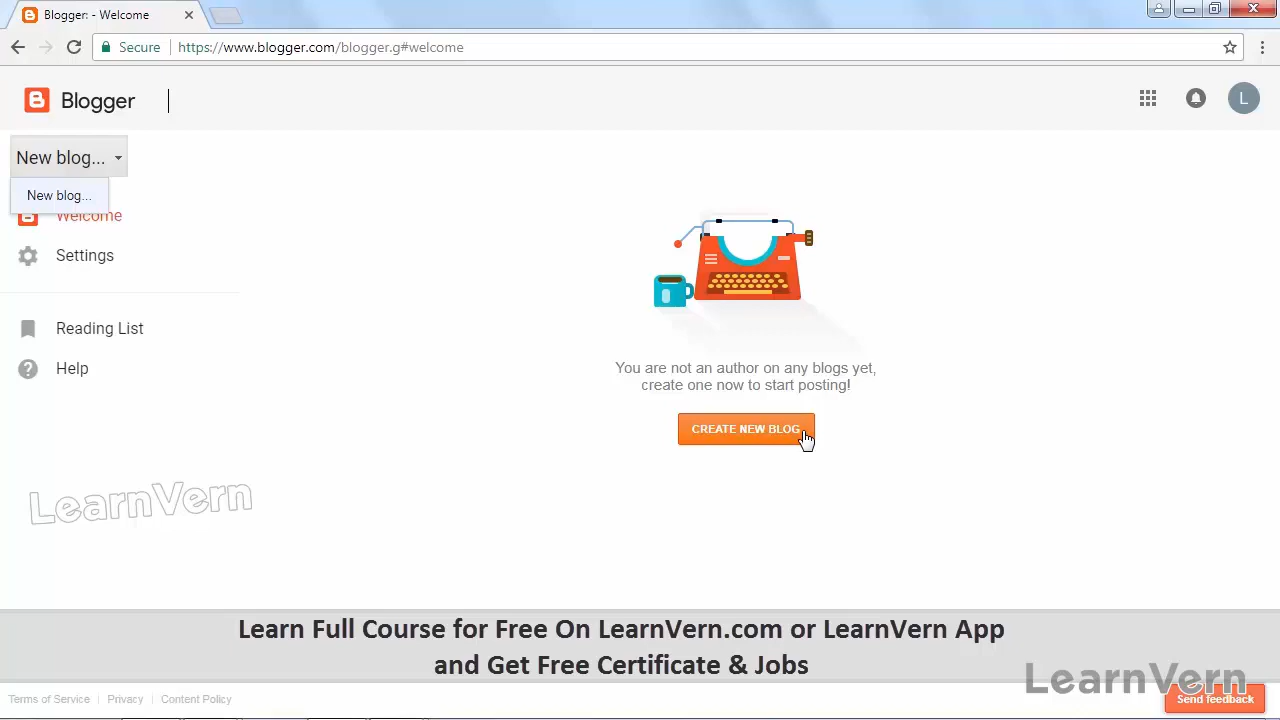 Blogger: - Welcome
Secure https://www.blogger.com/blogger.g#welcome
Blogger
L
New blog...
New blog...
Welcome
Settings
Reading List
Help
You are not an author on any blogs yet,
create one now to start posting!
CREATE NEW BLOG
LearnVern
Learn Full Course for Free On LearnVern.com or LearnVern App
and Get Free Certificate & Jobs
LearnVern
Terms of Service Privacy Content Policy
Send feedback